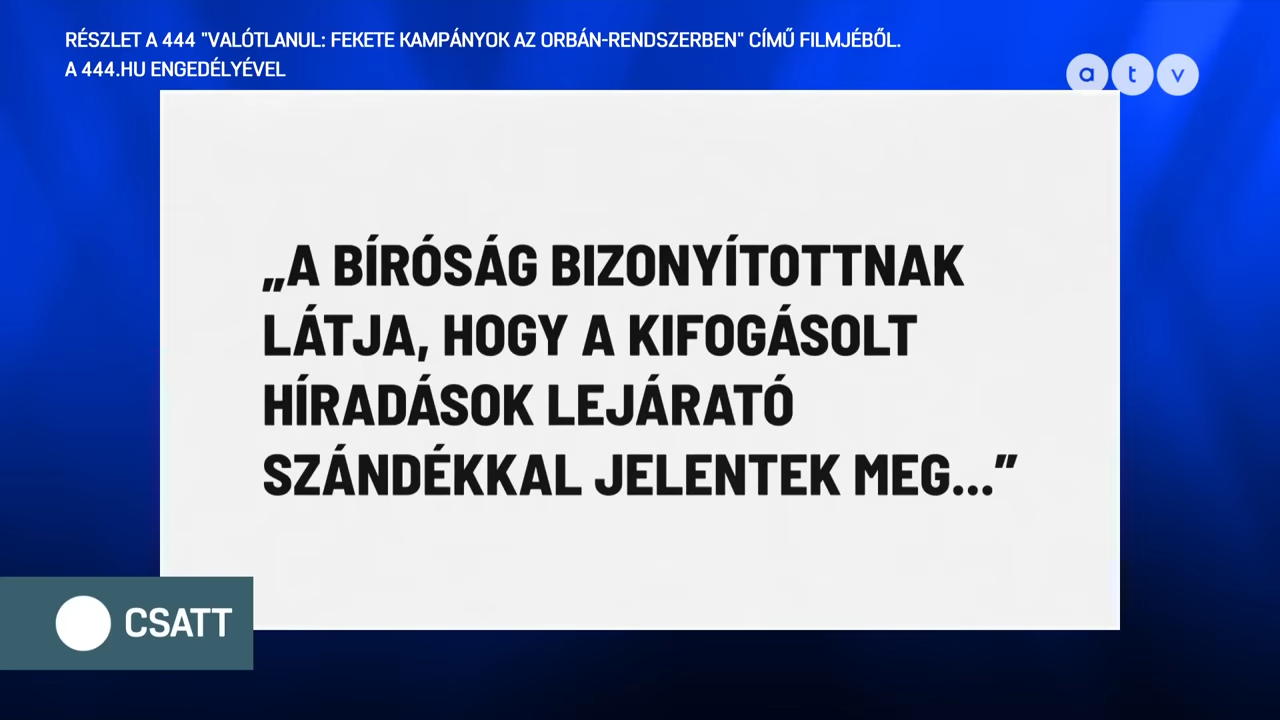 RÉSZLET A 444 "VALÓTLANUL: FEKETE KAMPÁNYOK AZ ORBÁN-RENDSZERBEN" CÍMŰ FILMJÉBŐL.
A 444.HU ENGEDÉLYÉVEL
atv
„A BÍRÓSÁG BIZONYÍTOTTNAK
LÁTJA, HOGY A KIFOGÁSOLT
HÍRADÁSOK LEJÁRATÓ
SZÁNDÉKKAL JELENTEK MEG...”
CSATT